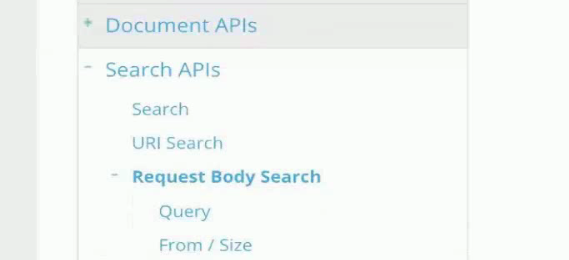 + Document APIs
- Search APIs
Search
URI Search
- Request Body Search
Query
From / Size